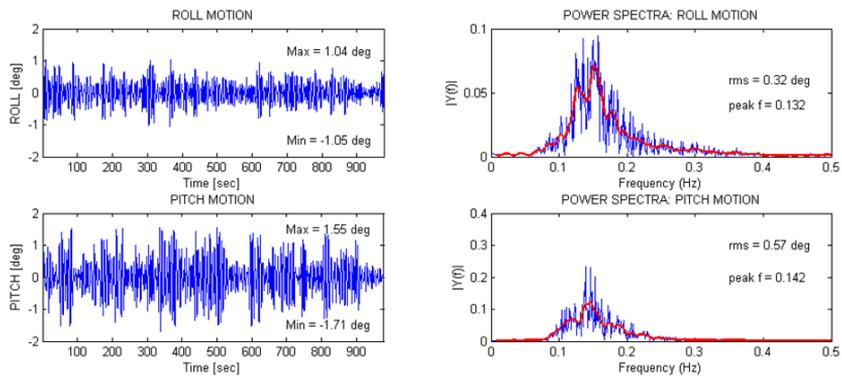 ROLL MOTION
2
1
0
-1
-2
ROLL [deg]
Max = 1.04 deg
Min = -1.05 deg
100 200 300 400 500 600 700 800 900
Time [sec]
POWER SPECTRA: ROLL MOTION
0.1
0.05
0
|Y(f)|
rms = 0.32 deg
peak f = 0.132
0 0.1 0.2 0.3 0.4 0.5
Frequency (Hz)
PITCH MOTION
2
1
0
-1
-2
PITCH [deg]
Max = 1.55 deg
Min = -1.71 deg
100 200 300 400 500 600 700 800 900
Time [sec]
POWER SPECTRA: PITCH MOTION
0.4
0.3
0.2
0.1
0
|Y(f)|
rms = 0.57 deg
peak f = 0.142
0 0.1 0.2 0.3 0.4 0.5
Frequency (Hz)